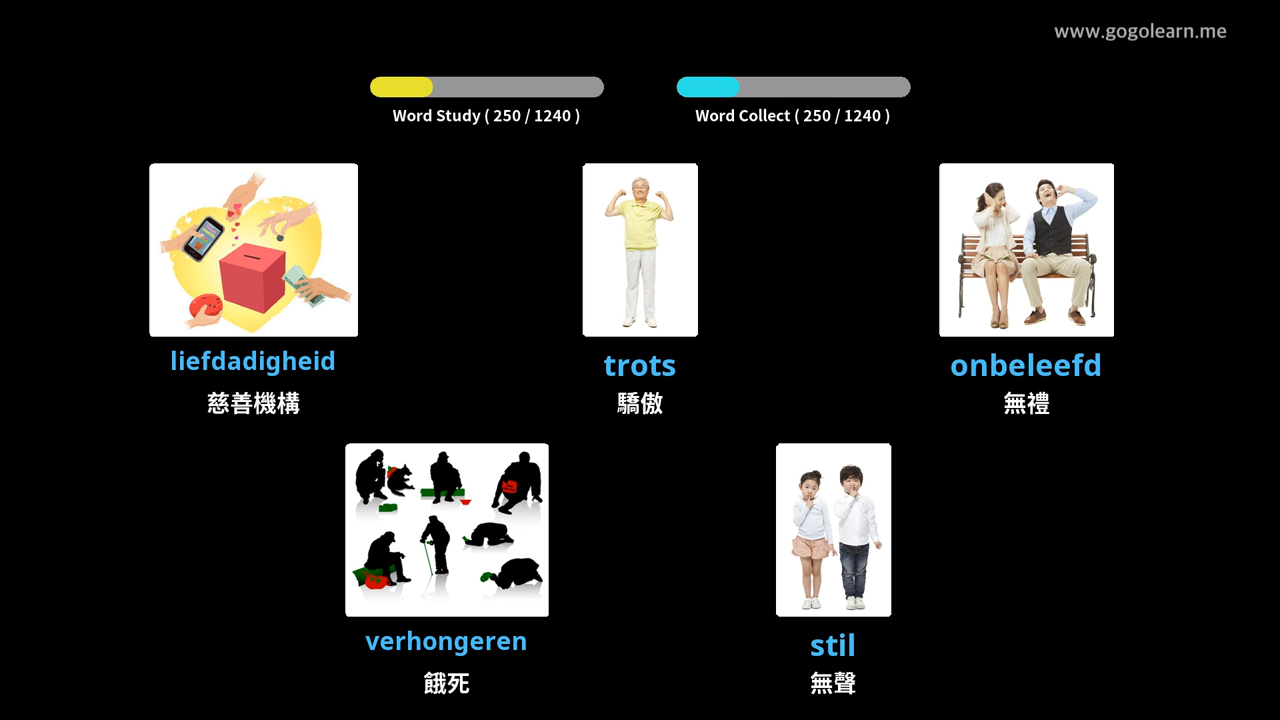 www.gogolearn.me
Word Study ( 250 / 1240 )
Word Collect ( 250 / 1240 )
liefdadigheid
慈善機構
trots
驕傲
onbeleefd
無禮
verhongeren
餓死
stil
無聲